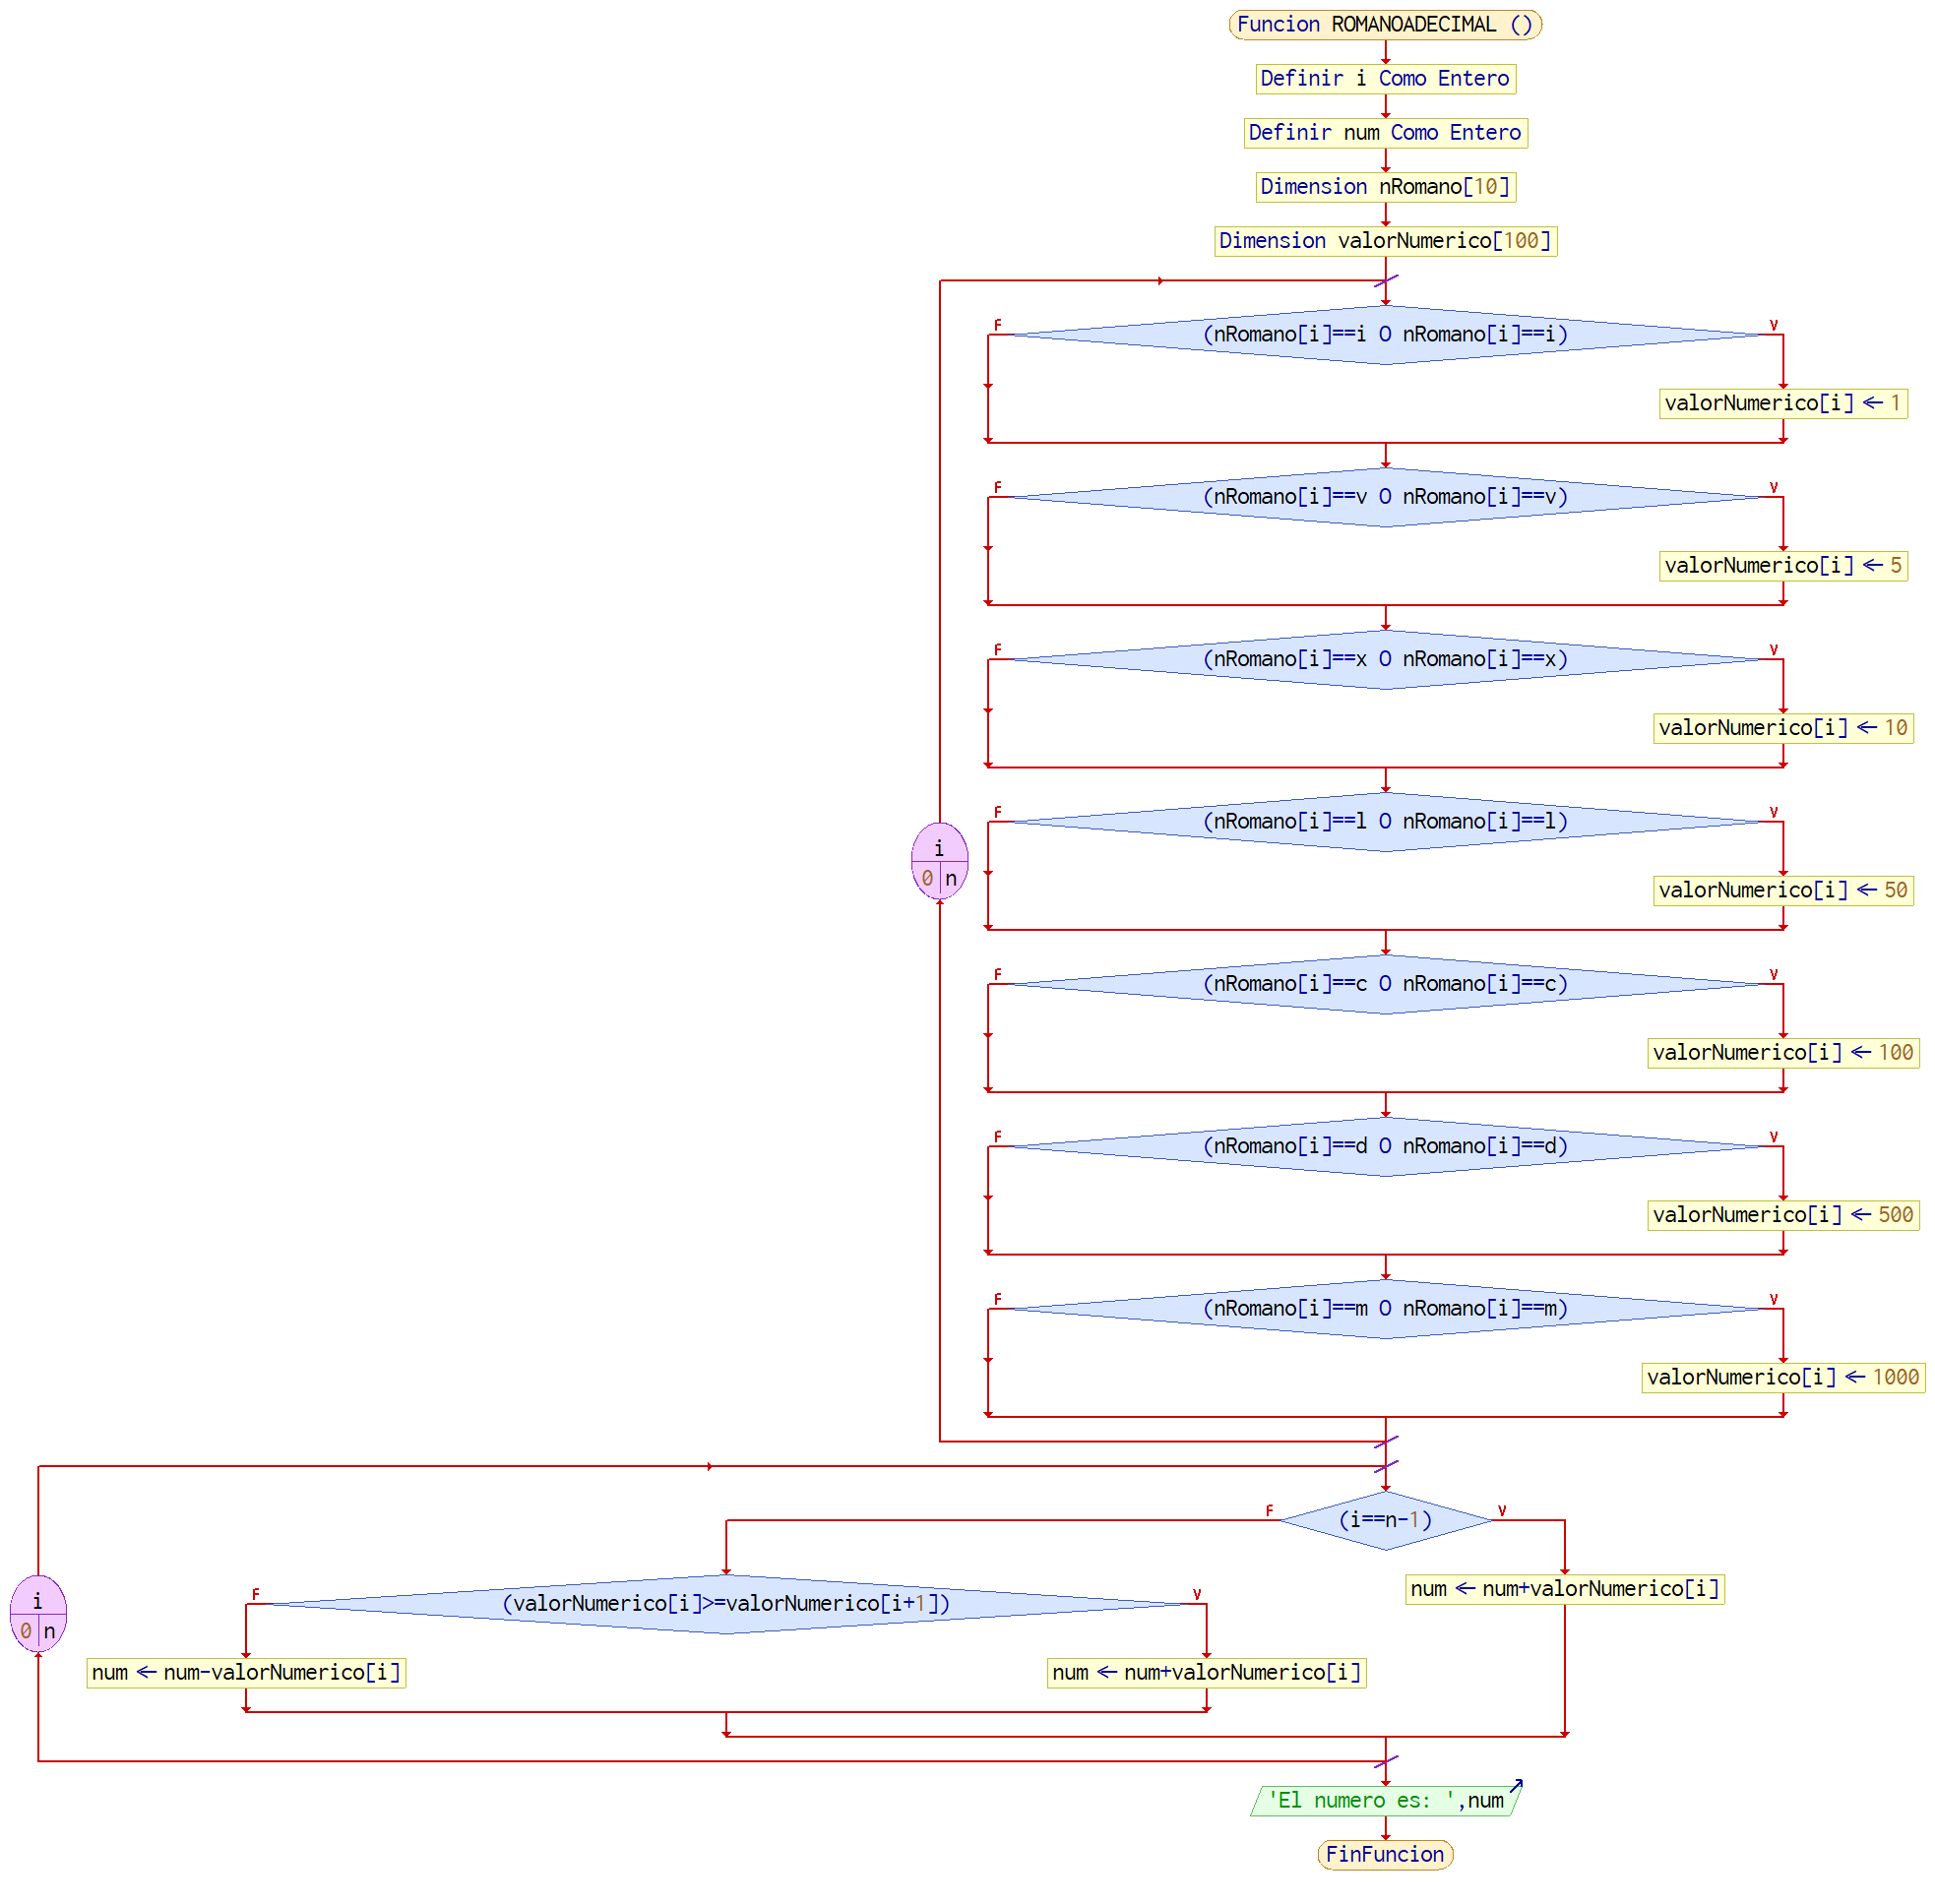 Funcion ROMANOADECIMAL ()
Definir i Como Entero
Definir num Como Entero
Dimension nRomano[10]
Dimension valorNumerico[100]
F
(nRomano[i]==i O nRomano[i]==i)
V
valorNumerico[i] ← 1
F
(nRomano[i]==v O nRomano[i]==v)
V
valorNumerico[i] ← 5
F
(nRomano[i]==x O nRomano[i]==x)
V
valorNumerico[i] ← 10
F
(nRomano[i]==l O nRomano[i]==l)
V
i
0 n
valorNumerico[i] ← 50
F
(nRomano[i]==c O nRomano[i]==c)
V
valorNumerico[i] ← 100
F
(nRomano[i]==d O nRomano[i]==d)
V
valorNumerico[i] ← 500
F
(nRomano[i]==m O nRomano[i]==m)
V
valorNumerico[i] ← 1000
F
(i==n-1)
V
i
0 n
F
(valorNumerico[i]>=valorNumerico[i+1])
V
num ← num+valorNumerico[i]
num ← num-valorNumerico[i]
num ← num+valorNumerico[i]
'El numero es: ',num
FinFuncion